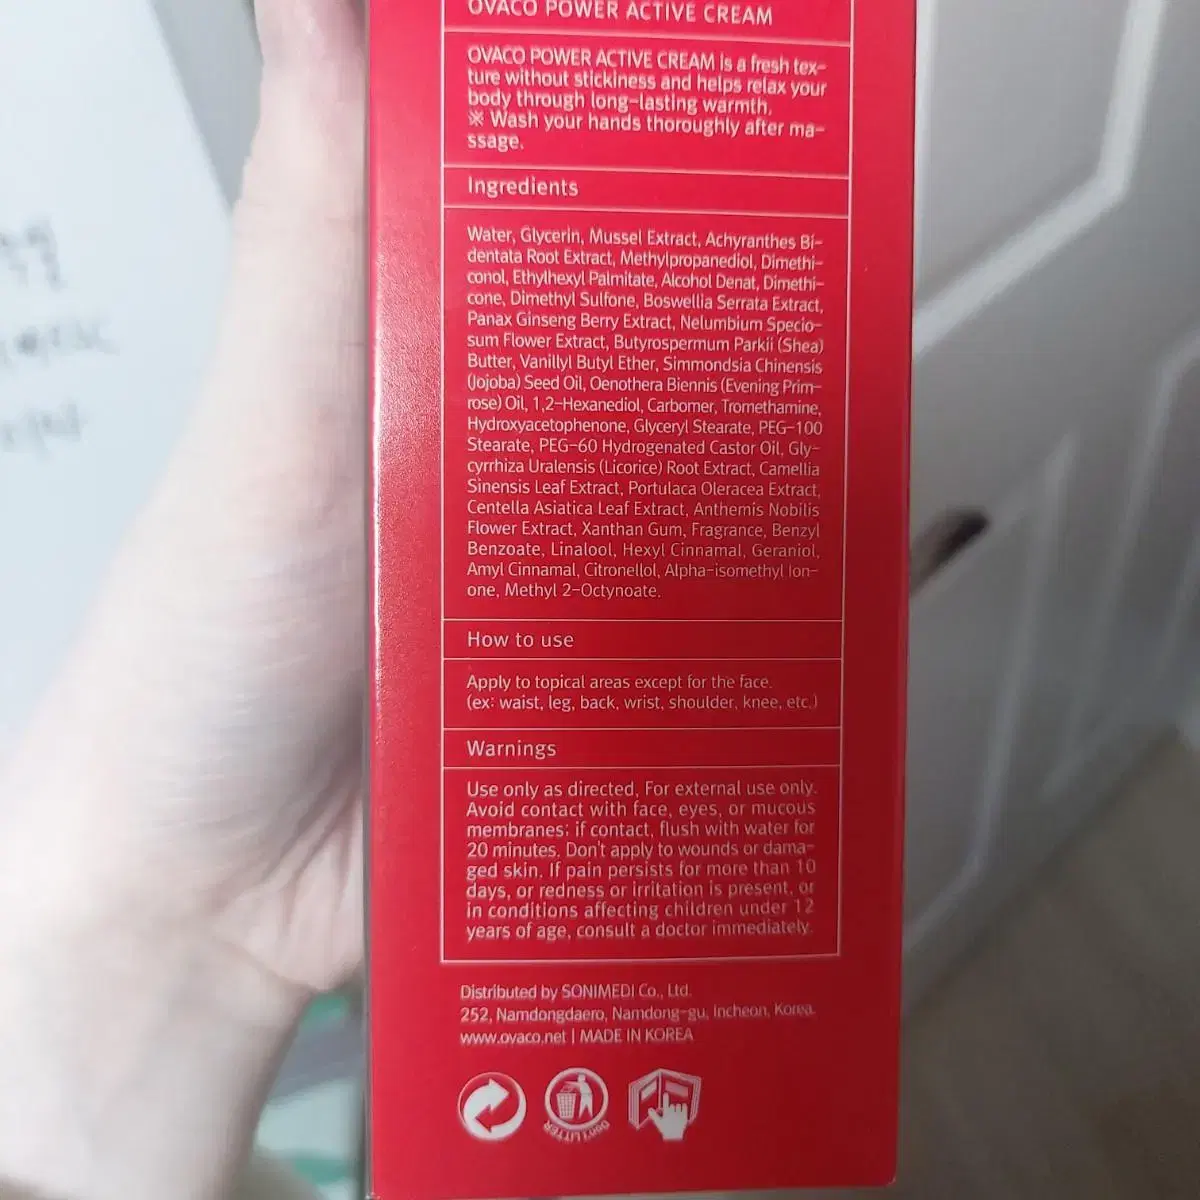 OVACO POWER ACTIVE CREAM
OVACO POWER ACTIVE CREAM is a fresh tex-
ture without stickiness and helps relax your
body through long-lasting warmth.
※ Wash your hands thoroughly after ma-
ssage.
Ingredients
Water, Glycerin, Mussel Extract, Achyranthes Bi-
dentata Root Extract, Methylpropanediol, Dimethi-
conol, Ethylhexyl Palmitate, Alcohol Denat, Dimethi-
cone, Dimethyl Sulfone, Boswellia Serrata Extract,
Panax Ginseng Berry Extract, Nelumbium Specio-
sum Flower Extract, Butyrospermum Parkii (Shea)
Butter, Vanillyl Butyl Ether, Simmondsia Chinensis
(Jojoba) Seed Oil, Oenothera Biennis (Evening Prim-
rose) Oil, 1,2-Hexanediol, Carbomer, Tromethamine,
Hydroxyacetophenone, Glyceryl Stearate, PEG-100
Stearate, PEG-60 Hydrogenated Castor Oil, Gly-
cyrrhiza Uralensis (Licorice) Root Extract, Camellia
Sinensis Leaf Extract, Portulaca Oleracea Extract,
Centella Asiatica Leaf Extract, Anthemis Nobilis
Flower Extract, Xanthan Gum, Fragrance, Benzyl
Benzoate, Linalool, Hexyl Cinnamal, Geraniol,
Amyl Cinnamal, Citronellol, Alpha-isomethyl Ion-
one, Methyl 2-Octynoate.
How to use
Apply to topical areas except for the face.
(ex: waist, leg, back, wrist, shoulder, knee, etc.)
Warnings
Use only as directed, For external use only.
Avoid contact with face, eyes, or mucous
membranes; if contact, flush with water for
20 minutes. Don't apply to wounds or dama-
ged skin. If pain persists for more than 10
days, or redness or irritation is present, or
in conditions affecting children under 12
years of age, consult a doctor immediately.
Distributed by SONIMEDI Co., Ltd.
252, Namdongdaero, Namdong-gu, Incheon, Korea.
www.ovaco.net | MADE IN KOREA
DON'T LITTER